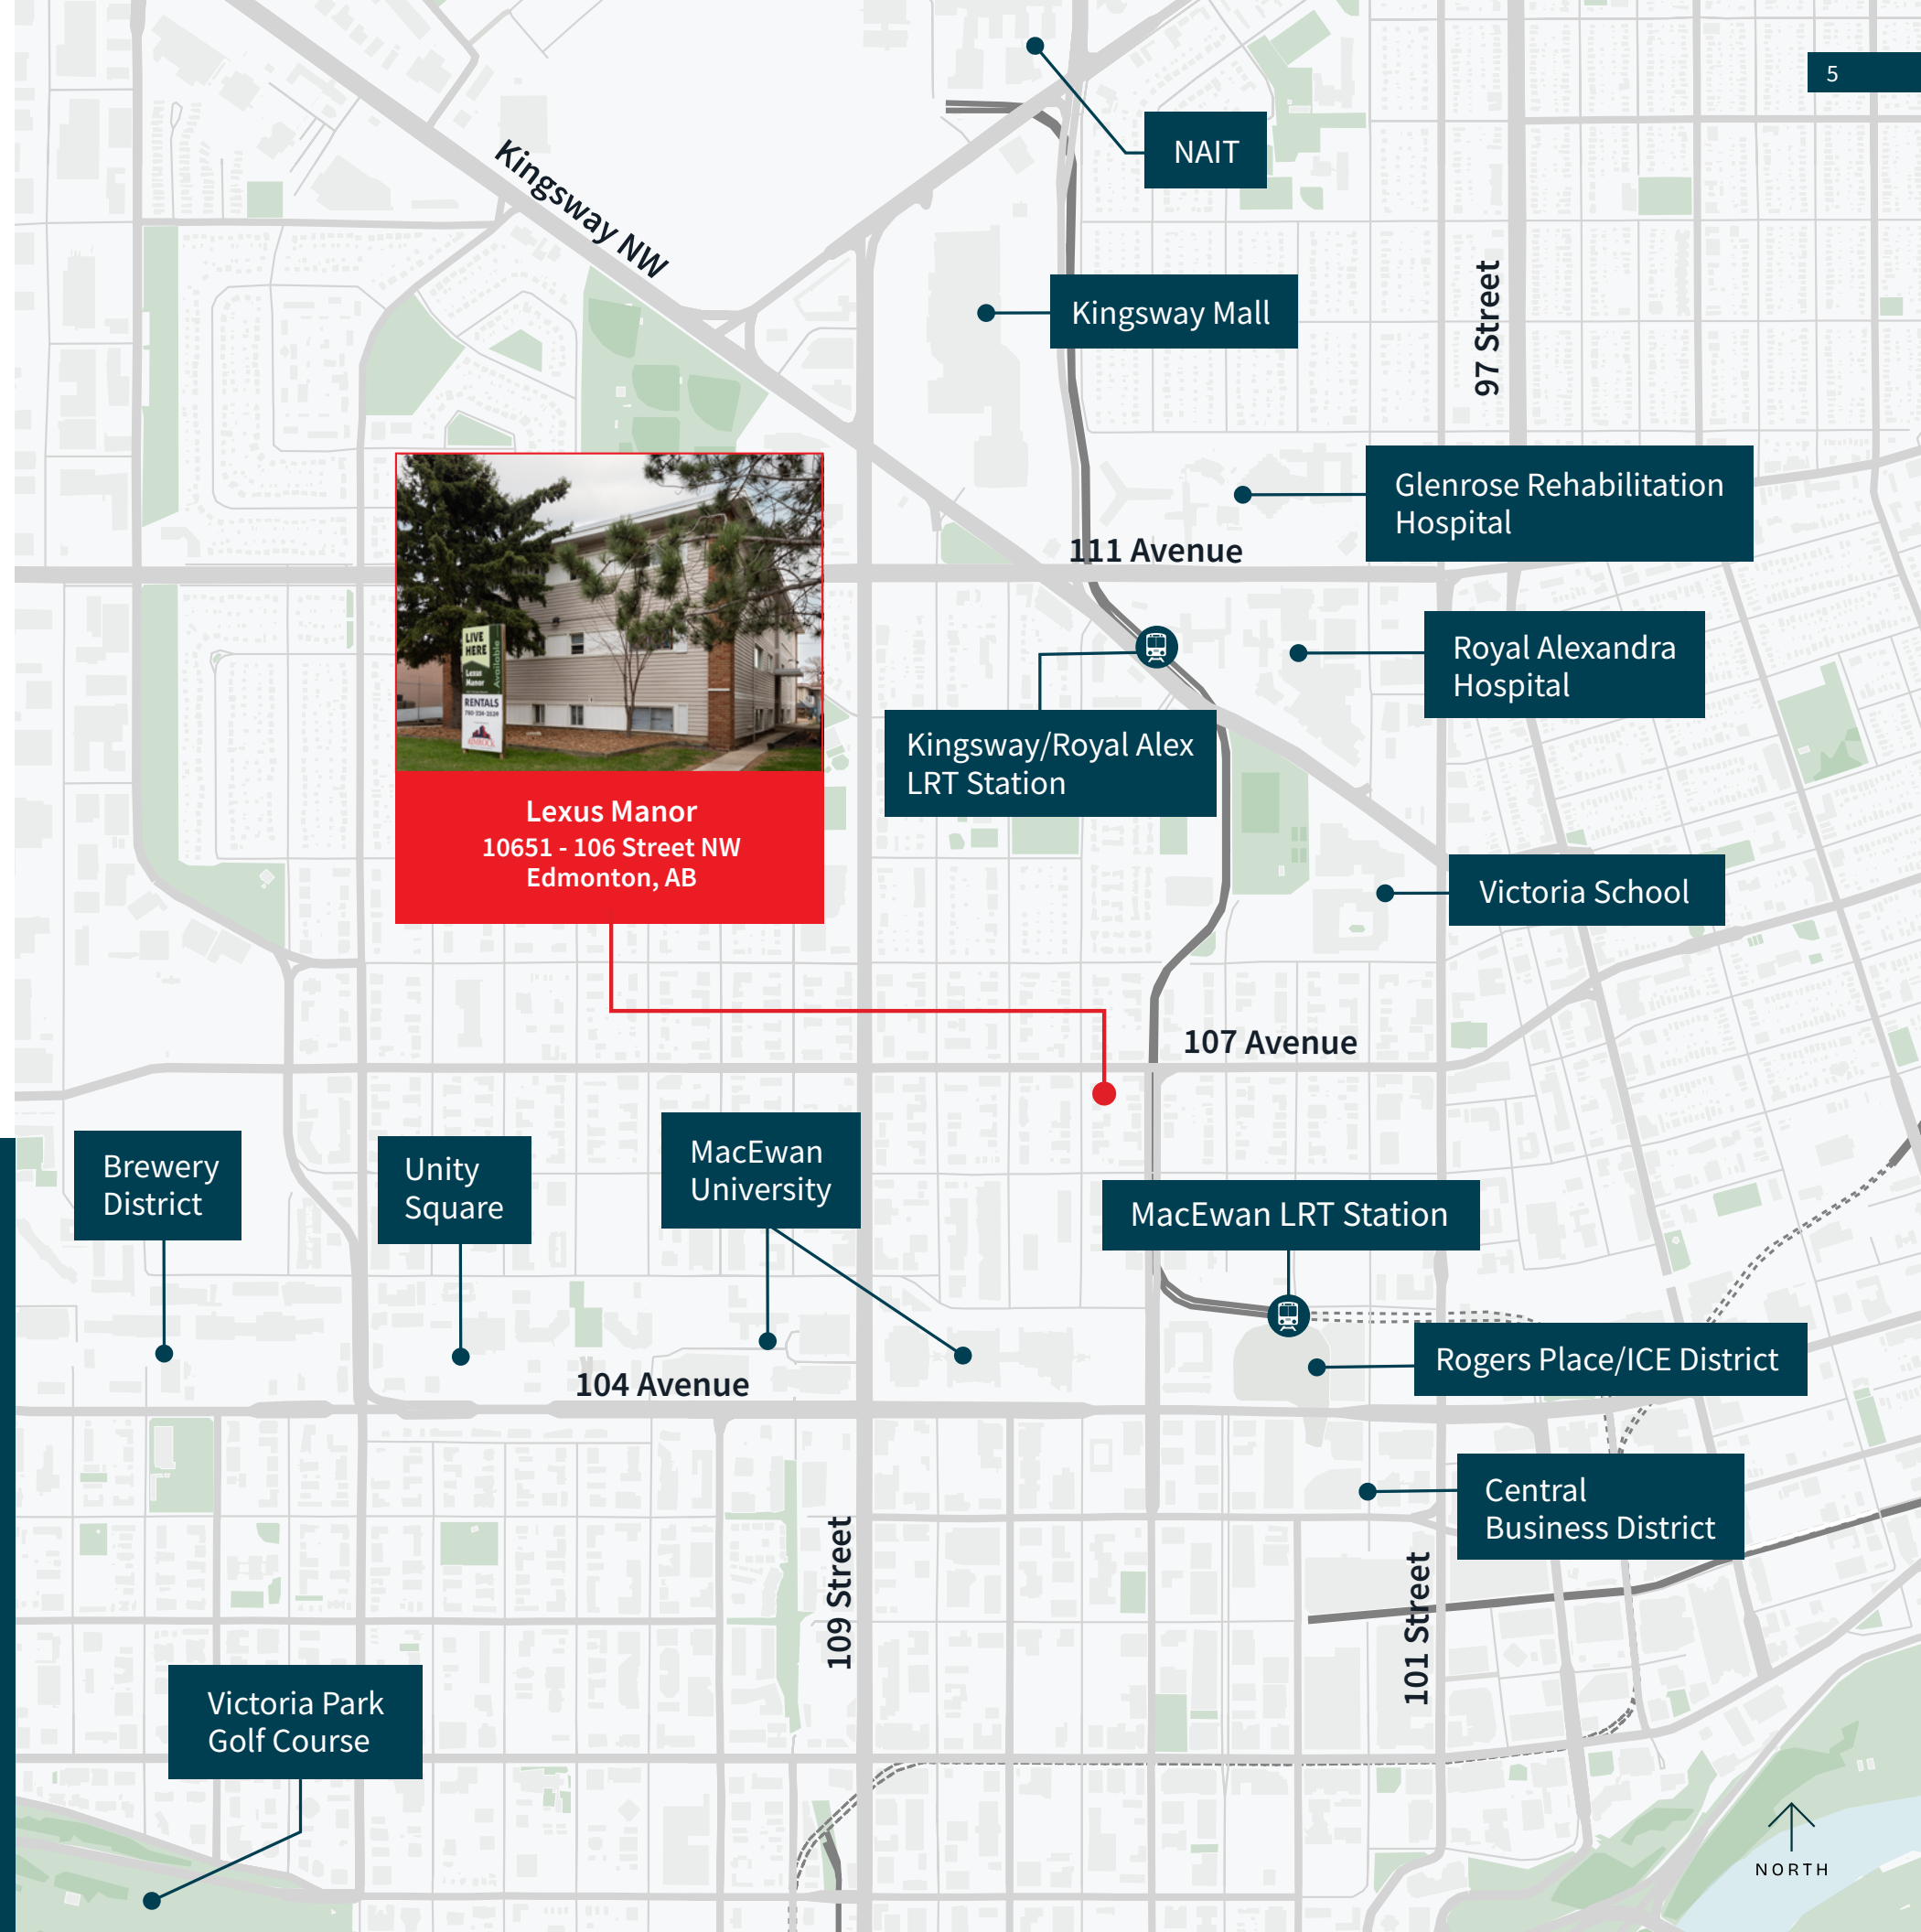 5
NAIT
Kingsway NW
Kingsway Mall
97 Street
Glenrose Rehabilitation
Hospital
111 Avenue
LIVE
HERE
Available
Lexus
Manor
RENTALS
Royal Alexandra
Hospital
Kingsway/Royal Alex
LRT Station
Lexus Manor
10651 - 106 Street NW
Edmonton, AB
Victoria School
107 Avenue
Brewery
District
Unity
Square
MacEwan
University
MacEwan LRT Station
Rogers Place/ICE District
104 Avenue
Central
Business District
109 Street
101 Street
Victoria Park
Golf Course
NORTH